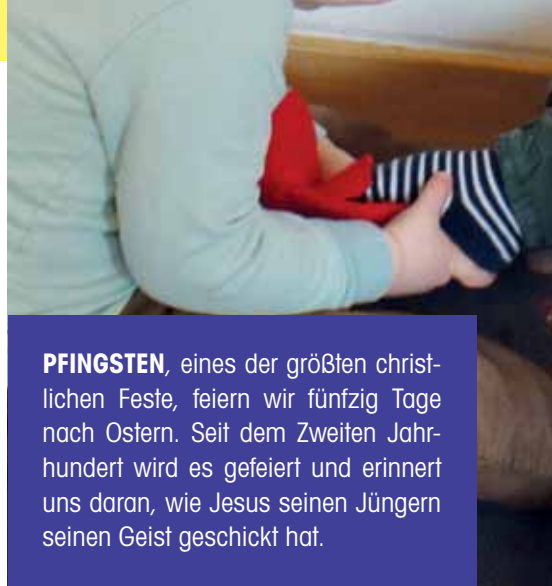 PFINGSTEN, eines der größten christ-
lichen Feste, feiern wir fünfzig Tage
nach Ostern. Seit dem Zweiten Jahr-
hundert wird es gefeiert und erinnert
uns daran, wie Jesus seinen Jüngern
seinen Geist geschickt hat.